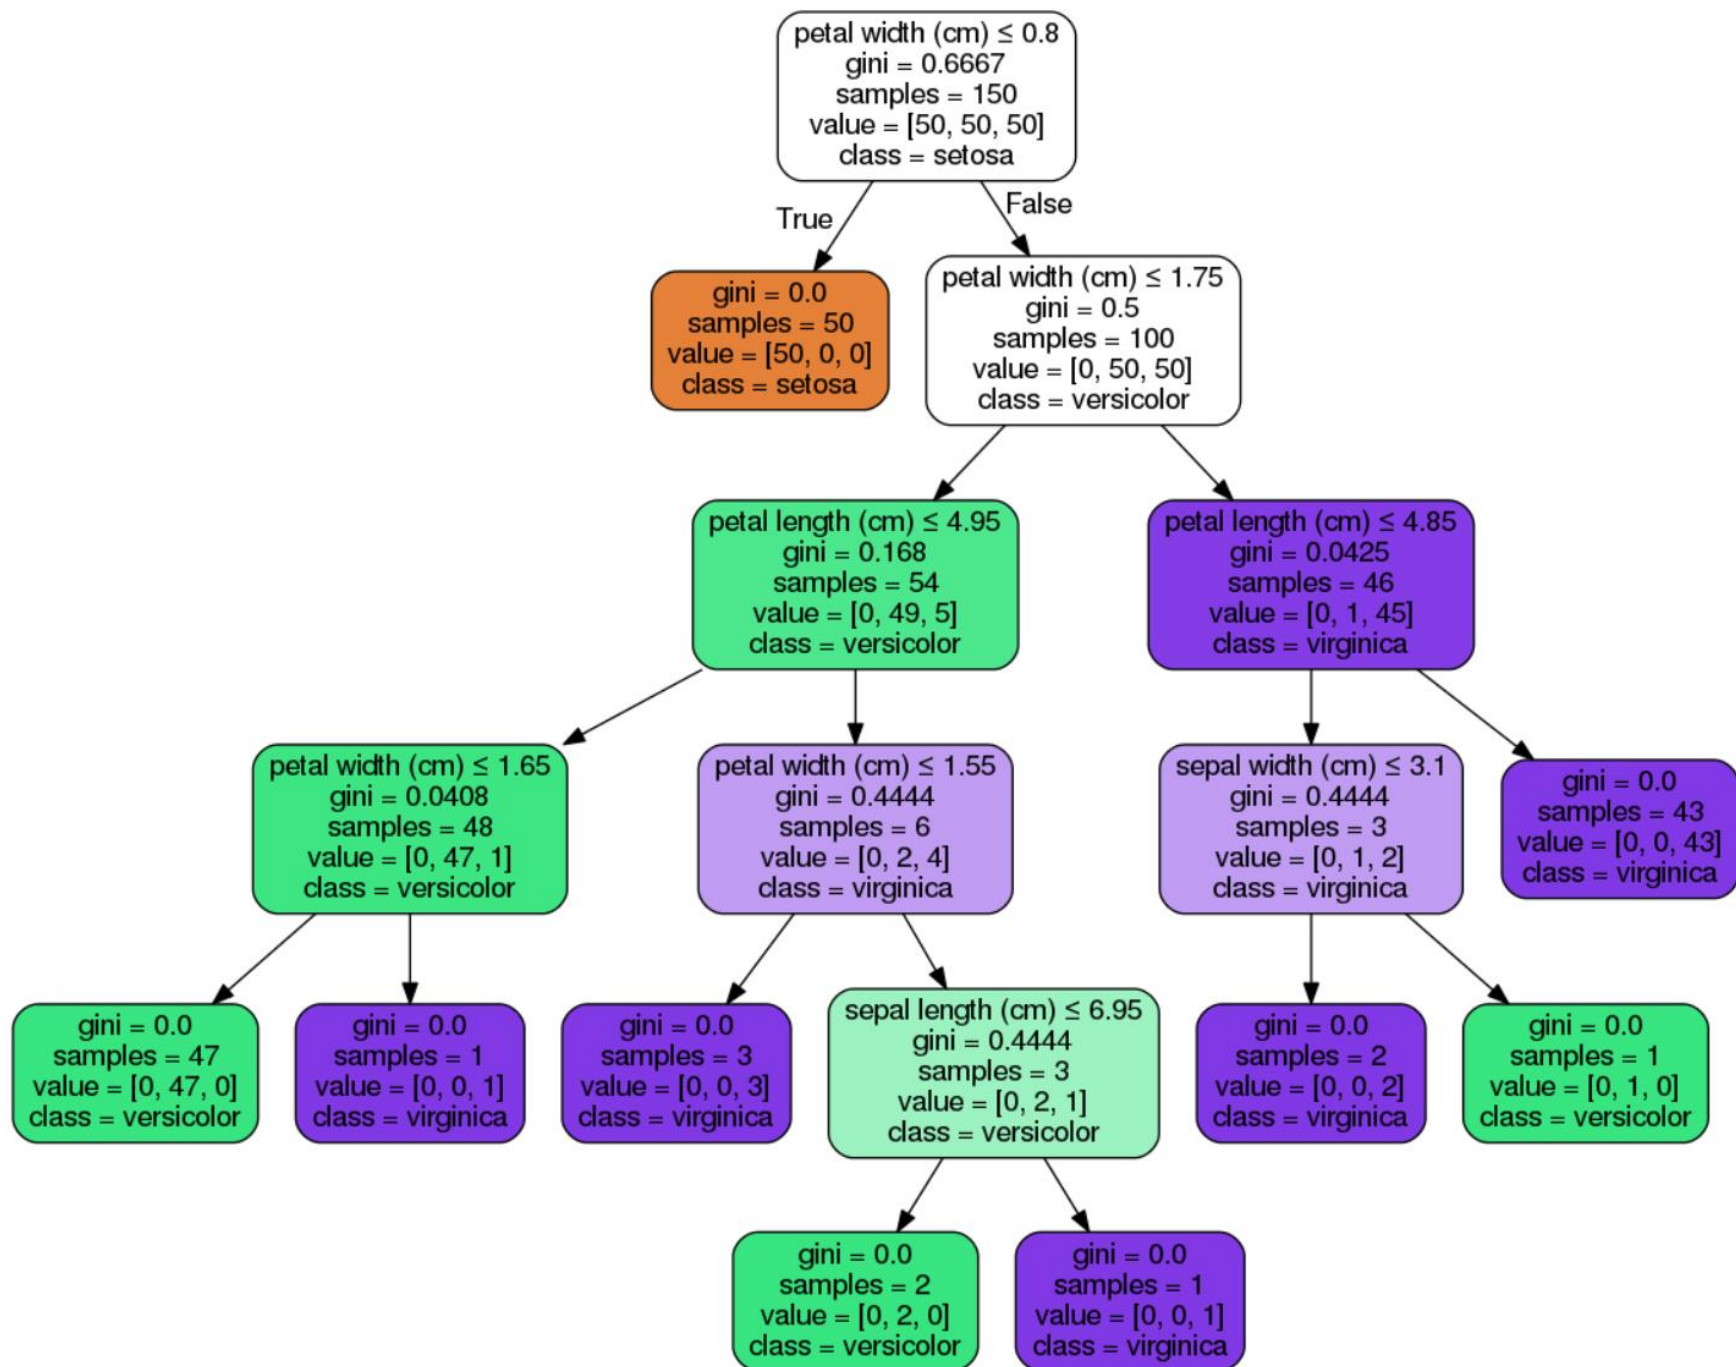 petal width (cm) ≤ 0.8
gini = 0.6667
samples = 150
value = [50, 50, 50]
class = setosa
True
False
gini = 0.0
samples = 50
value = [50, 0, 0]
class = setosa
petal width (cm) ≤ 1.75
gini = 0.5
samples = 100
value = [0, 50, 50]
class = versicolor
petal length (cm) ≤ 4.95
gini = 0.168
samples = 54
value = [0, 49, 5]
class = versicolor
petal length (cm) ≤ 4.85
gini = 0.0425
samples = 46
value = [0, 1, 45]
class = virginica
petal width (cm) ≤ 1.65
gini = 0.0408
samples = 48
value = [0, 47, 1]
class = versicolor
petal width (cm) ≤ 1.55
gini = 0.4444
samples = 6
value = [0, 2, 4]
class = virginica
sepal width (cm) ≤ 3.1
gini = 0.4444
samples = 3
value = [0, 1, 2]
class = virginica
gini = 0.0
samples = 43
value = [0, 0, 43]
class = virginica
gini = 0.0
samples = 47
value = [0, 47, 0]
class = versicolor
gini = 0.0
samples = 1
value = [0, 0, 1]
class = virginica
gini = 0.0
samples = 3
value = [0, 0, 3]
class = virginica
sepal length (cm) ≤ 6.95
gini = 0.4444
samples = 3
value = [0, 2, 1]
class = versicolor
gini = 0.0
samples = 2
value = [0, 0, 2]
class = virginica
gini = 0.0
samples = 1
value = [0, 1, 0]
class = versicolor
gini = 0.0
samples = 2
value = [0, 2, 0]
class = versicolor
gini = 0.0
samples = 1
value = [0, 0, 1]
class = virginica